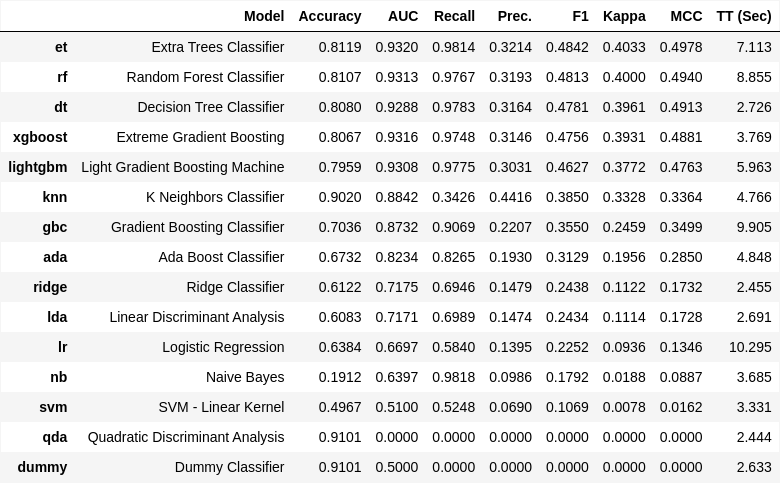 Model Accuracy AUC Recall Prec. F1 Kappa MCC TT (Sec)
et Extra Trees Classifier 0.8119 0.9320 0.9814 0.3214 0.4842 0.4033 0.4978 7.113
rf Random Forest Classifier 0.8107 0.9313 0.9767 0.3193 0.4813 0.4000 0.4940 8.855
dt Decision Tree Classifier 0.8080 0.9288 0.9783 0.3164 0.4781 0.3961 0.4913 2.726
xgboost Extreme Gradient Boosting 0.8067 0.9316 0.9748 0.3146 0.4756 0.3931 0.4881 3.769
lightgbm Light Gradient Boosting Machine 0.7959 0.9308 0.9775 0.3031 0.4627 0.3772 0.4763 5.963
knn K Neighbors Classifier 0.9020 0.8842 0.3426 0.4416 0.3850 0.3328 0.3364 4.766
gbc Gradient Boosting Classifier 0.7036 0.8732 0.9069 0.2207 0.3550 0.2459 0.3499 9.905
ada Ada Boost Classifier 0.6732 0.8234 0.8265 0.1930 0.3129 0.1956 0.2850 4.848
ridge Ridge Classifier 0.6122 0.7175 0.6946 0.1479 0.2438 0.1122 0.1732 2.455
lda Linear Discriminant Analysis 0.6083 0.7171 0.6989 0.1474 0.2434 0.1114 0.1728 2.691
lr Logistic Regression 0.6384 0.6697 0.5840 0.1395 0.2252 0.0936 0.1346 10.295
nb Naive Bayes 0.1912 0.6397 0.9818 0.0986 0.1792 0.0188 0.0887 3.685
svm SVM - Linear Kernel 0.4967 0.5100 0.5248 0.0690 0.1069 0.0078 0.0162 3.331
qda Quadratic Discriminant Analysis 0.9101 0.0000 0.0000 0.0000 0.0000 0.0000 0.0000 2.444
dummy Dummy Classifier 0.9101 0.5000 0.0000 0.0000 0.0000 0.0000 0.0000 2.633